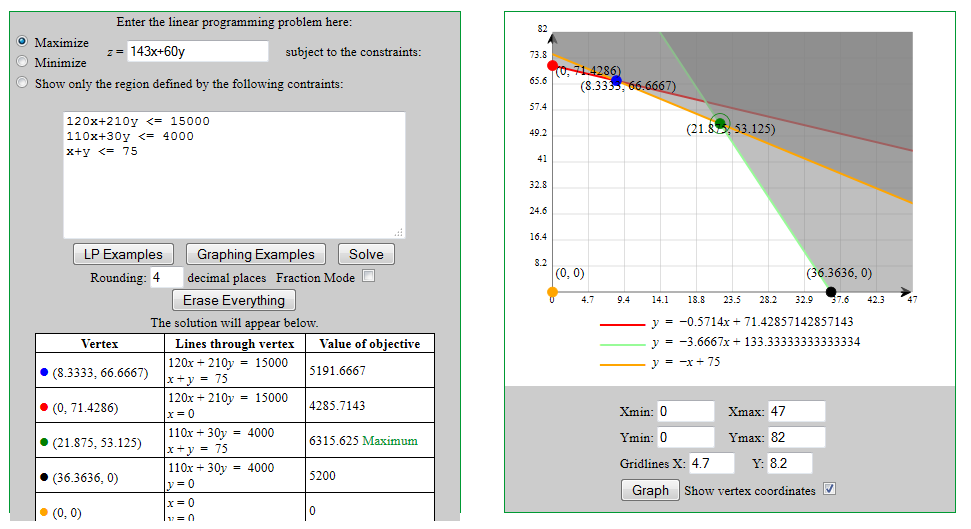 Enter the linear programming problem here:
Maximize
z = 143x+60y subject to the constraints:
Minimize
Show only the region defined by the following contraints:
120x+210y <= 15000
110x+30y <= 4000
x+y <= 75
LP Examples Graphing Examples Solve
Rounding: 4 decimal places Fraction Mode
Erase Everything
The solution will appear below.
Vertex Lines through vertex Value of objective
(8.3333, 66.6667) 120x + 210y = 15000 5191.6667
x + y = 75
(0, 71.4286) 120x + 210y = 15000 4285.7143
x = 0
(21.875, 53.125) 110x + 30y = 4000 6315.625 Maximum
x + y = 75
(36.3636, 0) 110x + 30y = 4000 5200
y = 0
(0, 0) x = 0 0
y = 0
82
73.8
65.6
57.4
49.2
41
32.8
24.6
16.4
8.2
(0, 71.4286)
(8.3333, 66.6667)
(21.875, 53.125)
(0, 0)
(36.3636, 0)
0 4.7 9.4 14.1 18.8 23.5 28.2 32.9 37.6 42.3 47
y = −0.5714x + 71.42857142857143
y = −3.6667x + 133.33333333333334
y = −x + 75
Xmin: 0 Xmax: 47
Ymin: 0 Ymax: 82
Gridlines X: 4.7 Y: 8.2
Graph Show vertex coordinates